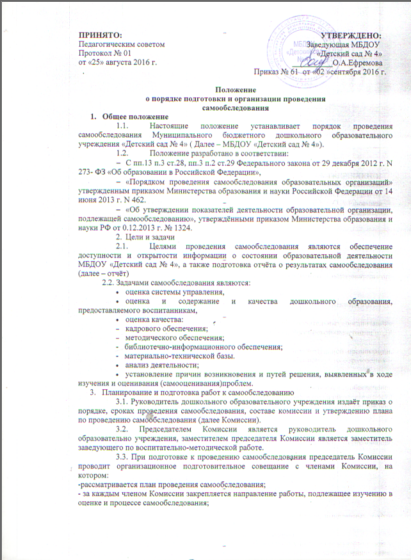 ПРИНЯТО: УТВЕРЖДЕНО:
Педагогическим советом Заведующая МБДОУ
Протокол № 01 «Детский сад № 4»
от «25» августа 2016 г. О.А.Ефремова
Приказ № 61 от «02 »сентября 2016 г.
Положение
о порядке подготовки и организации проведения
самообследования
1. Общее положение
1.1. Настоящие положение устанавливает порядок проведения
самообследования Муниципального бюджетного дошкольного образовательного
учреждения «Детский сад № 4» ( Далее – МБДОУ «Детский сад № 4»).
1.2. Положение разработано в соответствии:
– С пп.13 п.3 ст.28, пп.3 п.2 ст.29 Федерального закона от 29 декабря 2012 г. N
273- ФЗ «Об образовании в Российской Федерации»,
– «Порядком проведения самообследования образовательных организаций»
утвержденным приказом Министерства образования и науки Российской Федерации от 14
июня 2013 г. N 462.
– «Об утверждении показателей деятельности образовательной организации,
подлежащей самообследованию», утверждёнными приказом Министерства образования и
науки РФ от 0.12.2013 г. № 1324.
2. Цели и задачи
2.1. Целями проведения самообследования являются обеспечение
доступности и открытости информации о состоянии образовательной деятельности
МБДОУ «Детский сад № 4», а также подготовка отчёта о результатах самообследования
(далее – отчёт)
2.2. Задачами самообследования являются:
• оценка системы управления,
• оценка и содержание и качества дошкольного образования,
предоставляемого воспитанникам,
• оценка качества:
- кадрового обеспечения;
- методического обеспечения;
- библиотечно-информационного обеспечения;
- материально-технической базы.
• анализ деятельности;
• установление причин возникновения и путей решения, выявленных в ходе
изучения и оценивания (самооценивания)проблем.
3. Планирование и подготовка работ к самообследованию
3.1. Руководитель дошкольного образовательного учреждения издаёт приказ о
порядке, сроках проведения самообследования, составе комиссии и утверждению плана
по проведению самообследования (далее Комиссии).
3.2. Председателем Комиссия является руководитель дошкольного
образовательно учреждения, заместителем председателя Комиссии является заместитель
заведующего по воспитательно-методической работе.
3.3. При подготовке к проведению самообследования председатель Комиссии
проводит организационное подготовительное совещание с членами Комиссии, на
котором:
-рассматривается план проведения самообследования;
- за каждым членом Комиссии закрепляется направление работы, подлежащее изучению и
оценке и процессе самообследования;